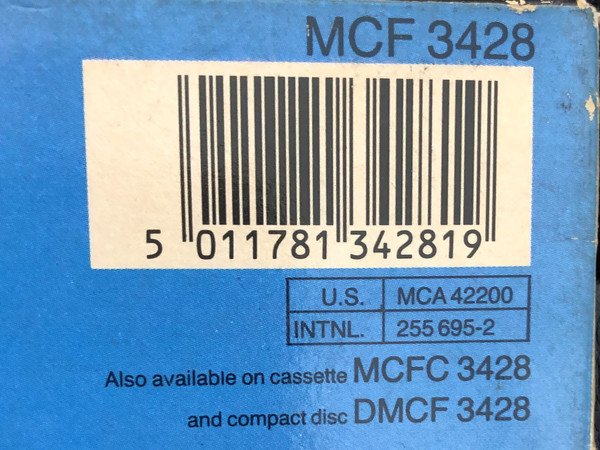 MCF 3428
5 011781 342819
U.S. MCA 42200
INTNL. 255 695-2
Also available on cassette MCFC 3428
and compact disc DMCF 3428